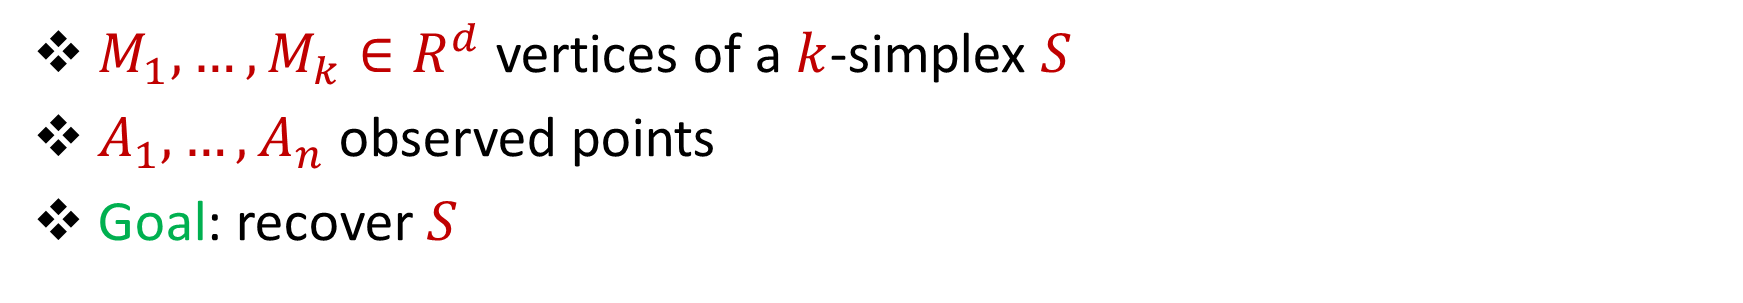 ❖ M₁, …, Mₖ ∈ Rᵈ vertices of a k-simplex S
❖ A₁, …, Aₙ observed points
❖ Goal: recover S